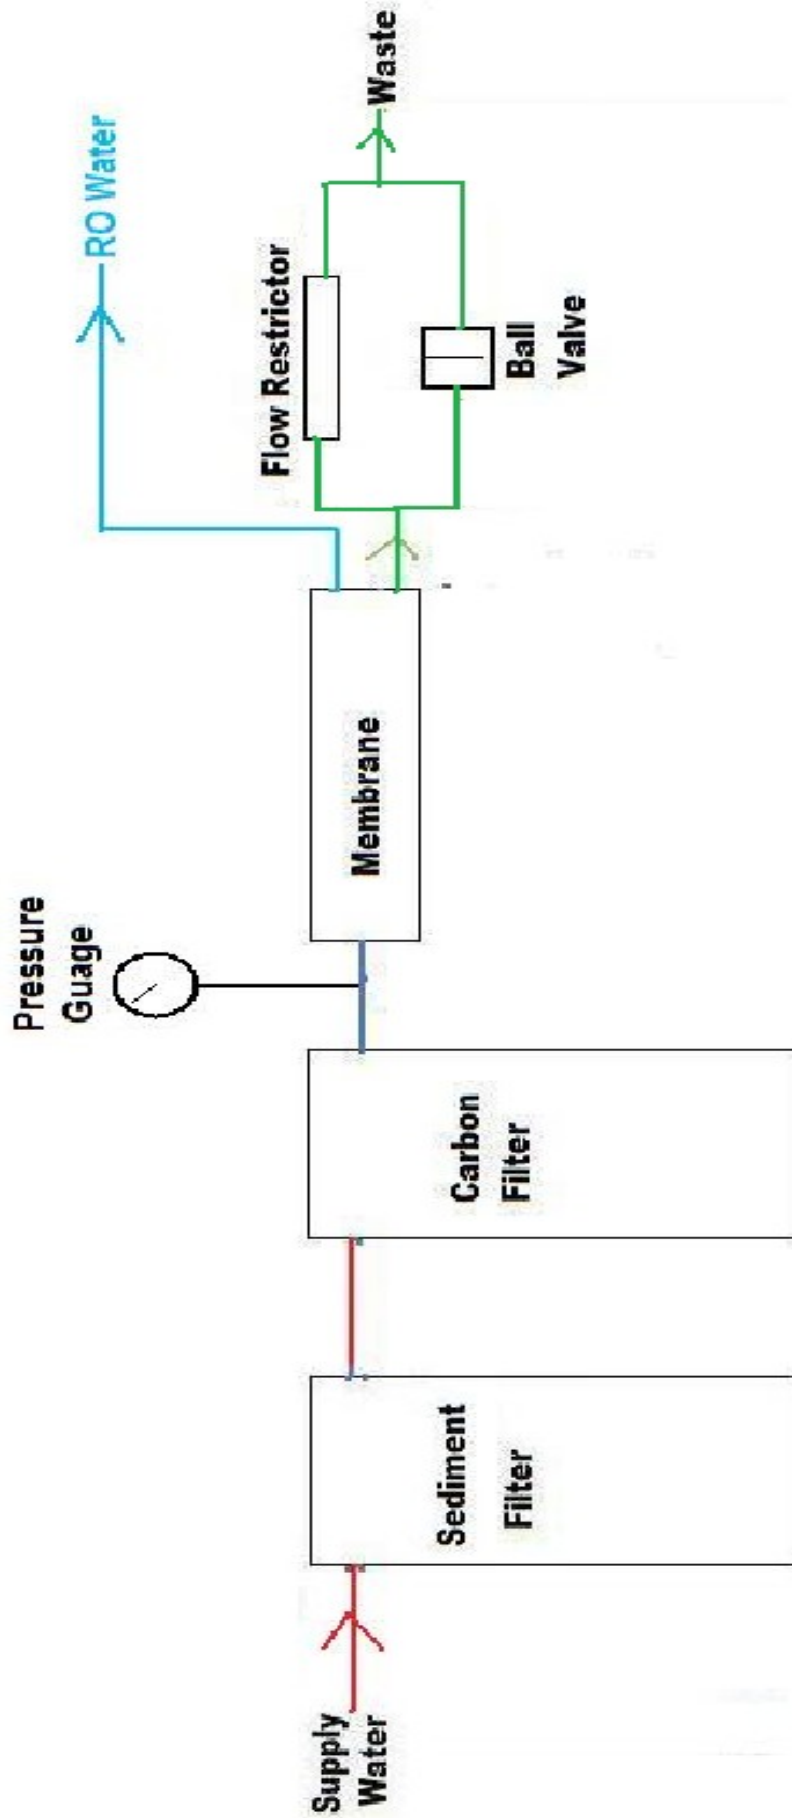 Supply
Water
Sediment
Filter
Carbon
Filter
Pressure
Guage
Membrane
RO Water
Flow Restrictor
Ball
Valve
Waste